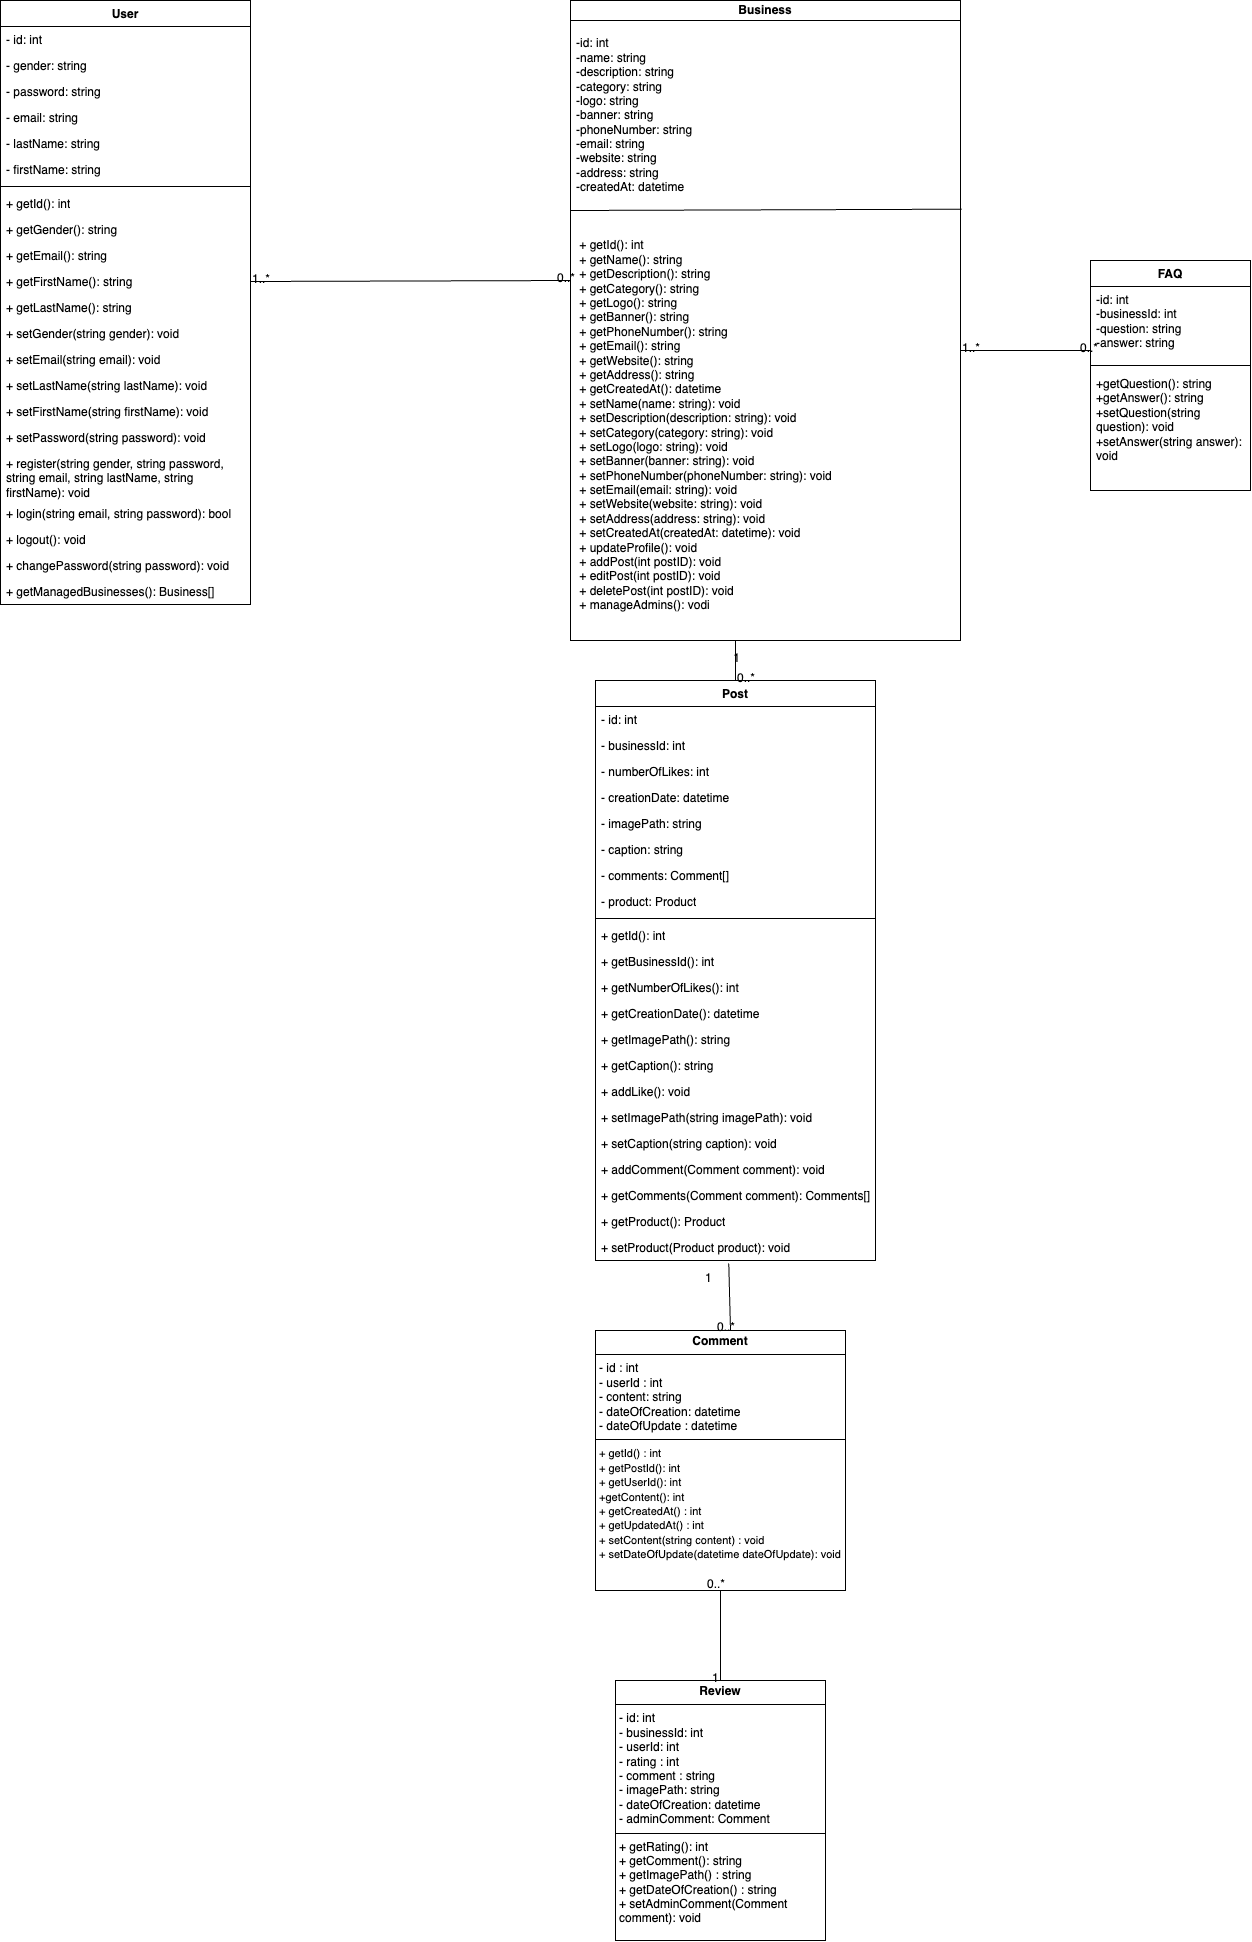 User
- id: int
- gender: string
- password: string
- email: string
- lastName: string
- firstName: string
+ getId(): int
+ getGender(): string
+ getEmail(): string
+ getFirstName(): string
+ getLastName(): string
+ setGender(string gender): void
+ setEmail(string email): void
+ setLastName(string lastName): void
+ setFirstName(string firstName): void
+ setPassword(string password): void
+ register(string gender, string password,
string email, string lastName, string
firstName): void
+ login(string email, string password): bool
+ logout(): void
+ changePassword(string password): void
+ getManagedBusinesses(): Business[]
1..*
0..*
Business
-id: int
-name: string
-description: string
-category: string
-logo: string
-banner: string
-phoneNumber: string
-email: string
-website: string
-address: string
-createdAt: datetime
+ getId(): int
+ getName(): string
+ getDescription(): string
+ getCategory(): string
+ getLogo(): string
+ getBanner(): string
+ getPhoneNumber(): string
+ getEmail(): string
+ getWebsite(): string
+ getAddress(): string
+ getCreatedAt(): datetime
+ setName(name: string): void
+ setDescription(description: string): void
+ setCategory(category: string): void
+ setLogo(logo: string): void
+ setBanner(banner: string): void
+ setPhoneNumber(phoneNumber: string): void
+ setEmail(email: string): void
+ setWebsite(website: string): void
+ setAddress(address: string): void
+ setCreatedAt(createdAt: datetime): void
+ updateProfile(): void
+ addPost(int postID): void
+ editPost(int postID): void
+ deletePost(int postID): void
+ manageAdmins(): vodi
1..*
0..*
FAQ
-id: int
-businessId: int
-question: string
-answer: string
+getQuestion(): string
+getAnswer(): string
+setQuestion(string
question): void
+setAnswer(string answer):
void
1
0..*
Post
- id: int
- businessId: int
- numberOfLikes: int
- creationDate: datetime
- imagePath: string
- caption: string
- comments: Comment[]
- product: Product
+ getId(): int
+ getBusinessId(): int
+ getNumberOfLikes(): int
+ getCreationDate(): datetime
+ getImagePath(): string
+ getCaption(): string
+ addLike(): void
+ setImagePath(string imagePath): void
+ setCaption(string caption): void
+ addComment(Comment comment): void
+ getComments(Comment comment): Comments[]
+ getProduct(): Product
+ setProduct(Product product): void
1
0..*
Comment
- id : int
- userId : int
- content: string
- dateOfCreation: datetime
- dateOfUpdate : datetime
+ getId() : int
+ getPostId(): int
+ getUserId(): int
+getContent(): int
+ getCreatedAt() : int
+ getUpdatedAt() : int
+ setContent(string content) : void
+ setDateOfUpdate(datetime dateOfUpdate): void
0..*
1
Review
- id: int
- businessId: int
- userId: int
- rating : int
- comment : string
- imagePath: string
- dateOfCreation: datetime
- adminComment: Comment
+ getRating(): int
+ getComment(): string
+ getImagePath() : string
+ getDateOfCreation() : string
+ setAdminComment(Comment
comment): void